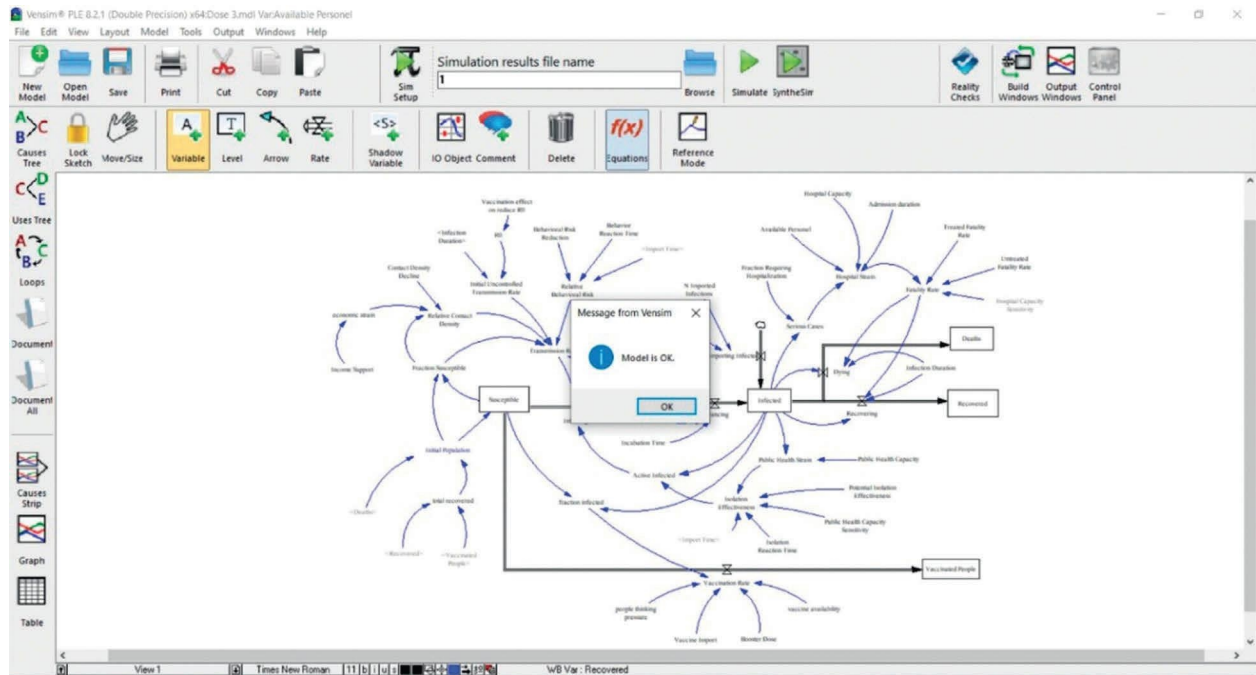 Vensim® PLE 8.2.1 (Double Precision) x64:Dose 3.mdl Var:Available Personel
File Edit View Layout Model Tools Output Windows Help
Simulation results file name
1
New Model
Open Model
Save
Print
Cut
Copy
Paste
Sim Setup
Browse
Simulate
SyntheSim
Reality Checks
Build Windows
Output Windows
Control Panel
Causes Tree
Lock Sketch
Move/Size
Variable
Level
Arrow
Rate
Shadow Variable
IO Object
Comment
Delete
Equations
Reference Mode
Uses Tree
Loops
Document
Document All
Causes Strip
Graph
Table
Vaccination effect
on reduce R0
<Infection
Duration>
R0
Behavioral Risk
Reduction
Behavior
Reaction Time
<Import Time>
Contact Density
Decline
Initial Uncontrolled
Transmission Rate
Relative
Behavioral Risk
N Imported
Infections
economic strain
Relative Contact
Density
Income Support
Fraction Susceptible
Hospital Capacity
Admission duration
Available Personel
Treated Fatality
Rate
Untreated
Fatality Rate
Fraction Requiring
Hospitalization
Hospital Strain
Fatality Rate
Hospital Capacity
Sensitivity
Serious Cases
Message from Vensim
Model is OK.
OK
Deaths
Dying
Infection Duration
Susceptible
Infected
Recovered
Recovering
Incubation Time
Initial Population
Active Infected
Public Health Strain
Public Health Capacity
total recovered
<Deaths>
fraction infected
Isolation
Effectiveness
Potential Isolation
Effectiveness
Public Health Capacity
Sensitivity
<Recovered>
<Vaccinated
People>
<Import Time>
Isolation
Reaction Time
Vaccinated People
Vaccination Rate
people thinking
pressure
vaccine availability
Vaccine Import
Booster Dose
View 1
Times New Roman
11
b i u s
WB Var : Recovered